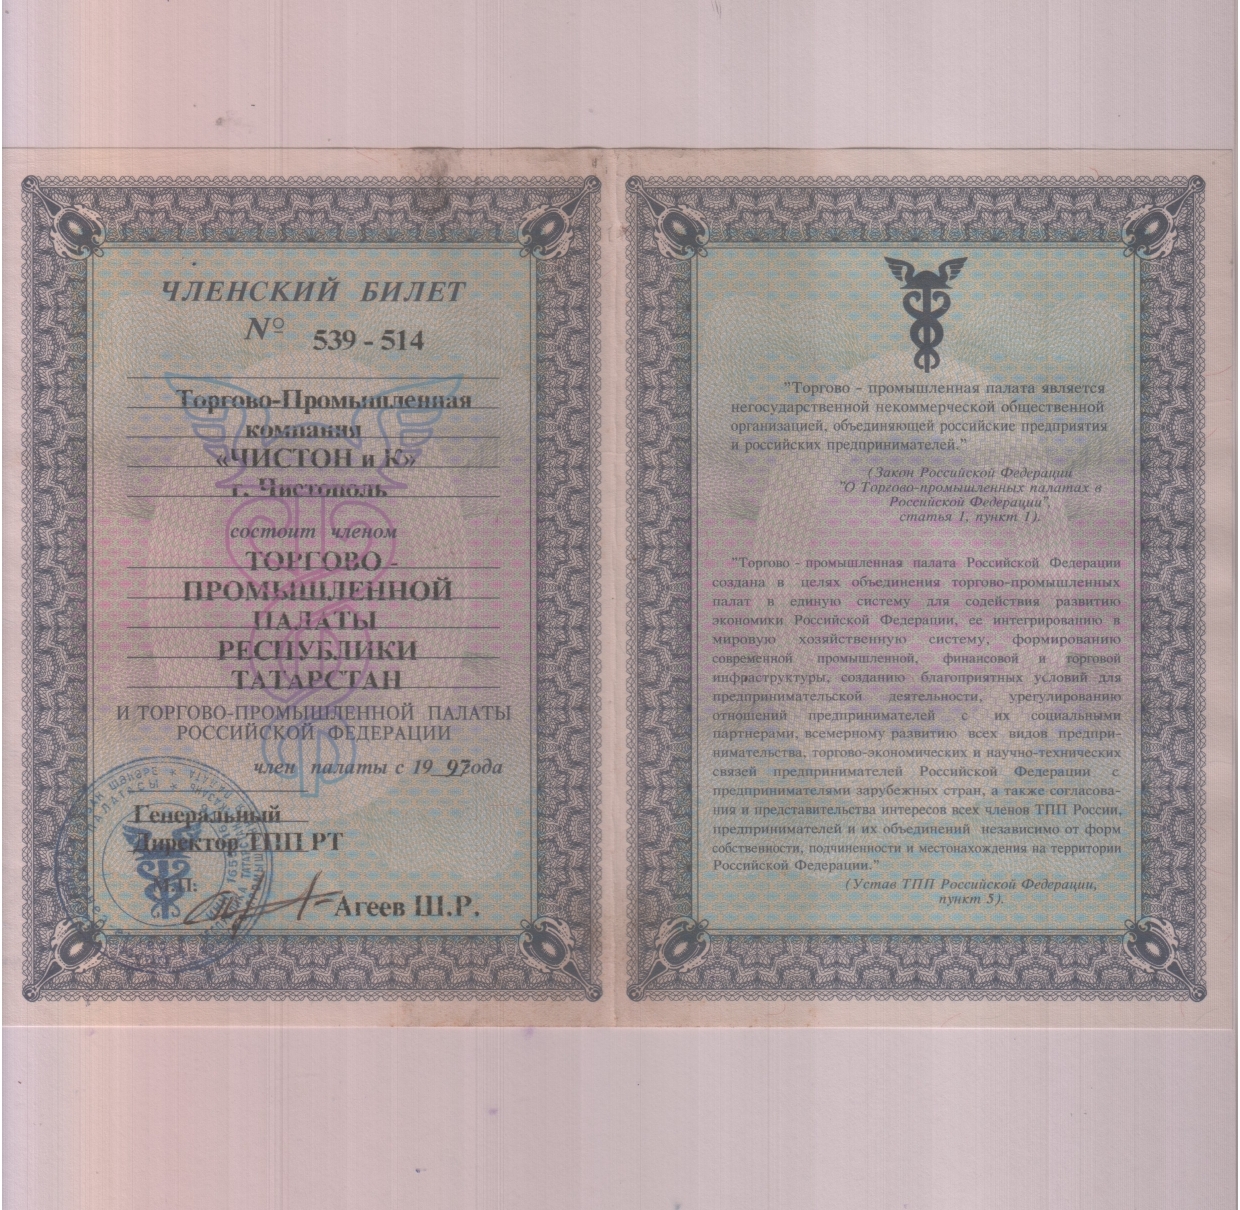 ЧЛЕНСКИЙ БИЛЕТ
№ 539 - 514
Торгово-Промышленная
компания
«ЧИСТОН и К»
г. Чистополь
состоит членом
ТОРГОВО -
ПРОМЫШЛЕННОЙ
ПАЛАТЫ
РЕСПУБЛИКИ
ТАТАРСТАН
И ТОРГОВО-ПРОМЫШЛЕННОЙ ПАЛАТЫ
РОССИЙСКОЙ ФЕДЕРАЦИИ
член палаты с 19 97года
Генеральный
Директор ТПП РТ
М.П.
Агеев Ш.Р.
"Торгово - промышленная палата является
негосударственной некоммерческой общественной
организацией, объединяющей российские предприятия
и российских предпринимателей."
(Закон Российской Федерации
"О Торгово-промышленных палатах в
Российской Федерации",
статья 1, пункт 1).
"Торгово - промышленная палата Российской Федерации
создана в целях объединения торгово-промышленных
палат в единую систему для содействия развитию
экономики Российской Федерации, ее интегрированию в
мировую хозяйственную систему, формированию
современной промышленной, финансовой и торговой
инфраструктуры, созданию благоприятных условий для
предпринимательской деятельности, урегулированию
отношений предпринимателей с их социальными
партнерами, всемерному развитию всех видов предпри-
нимательства, торгово-экономических и научно-технических
связей предпринимателей Российской Федерации с
предпринимателями зарубежных стран, а также согласова-
ния и представительства интересов всех членов ТПП России,
предпринимателей и их объединений независимо от форм
собственности, подчиненности и местонахождения на территории
Российской Федерации."
(Устав ТПП Российской Федерации,
пункт 5).